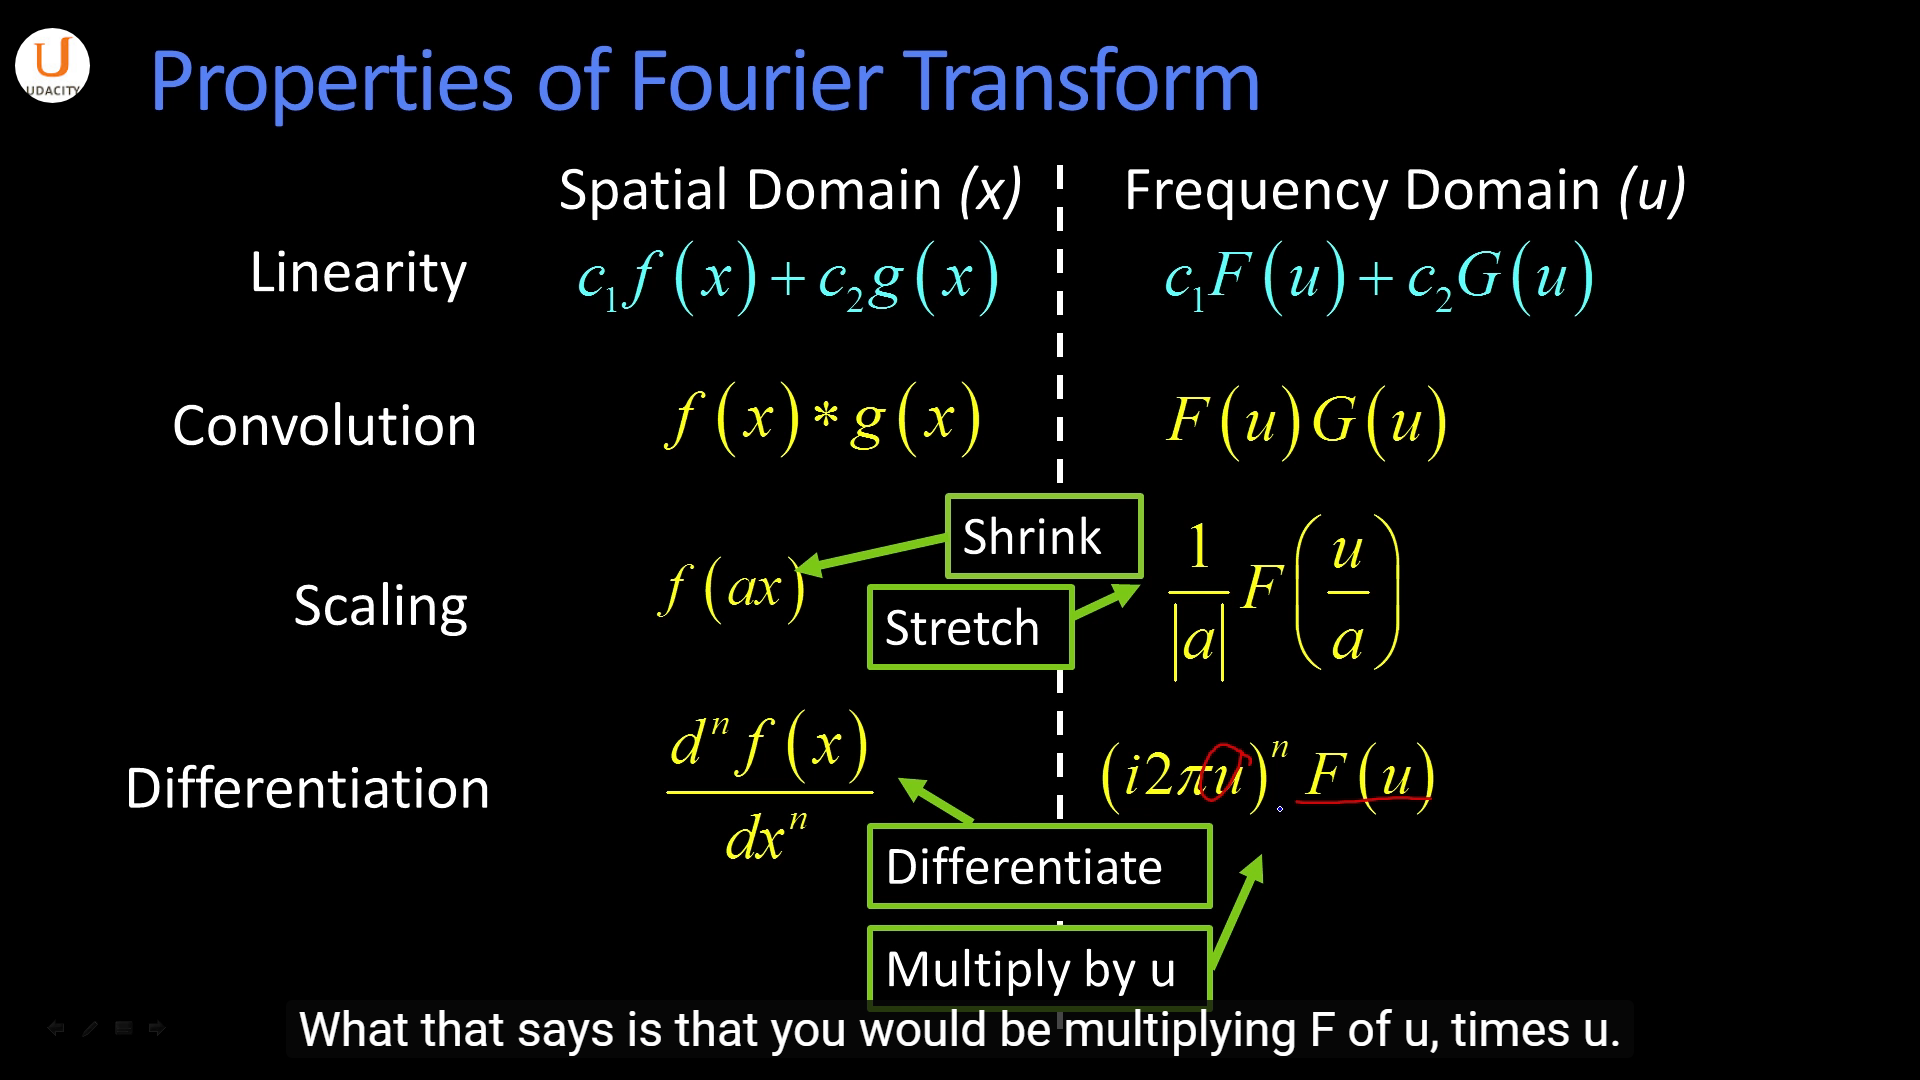 U
UDACITY
Properties of Fourier Transform
Spatial Domain (x) Frequency Domain (u)
Linearity c₁f(x)+c₂g(x) c₁F(u)+c₂G(u)
Convolution f(x)*g(x) F(u)G(u)
Shrink
Scaling f(ax) 1/|a| F(u/a)
Stretch
Differentiation dⁿf(x)/dxⁿ (i2πu)ⁿ F(u)
Differentiate
Multiply by u
What that says is that you would be multiplying F of u, times u.